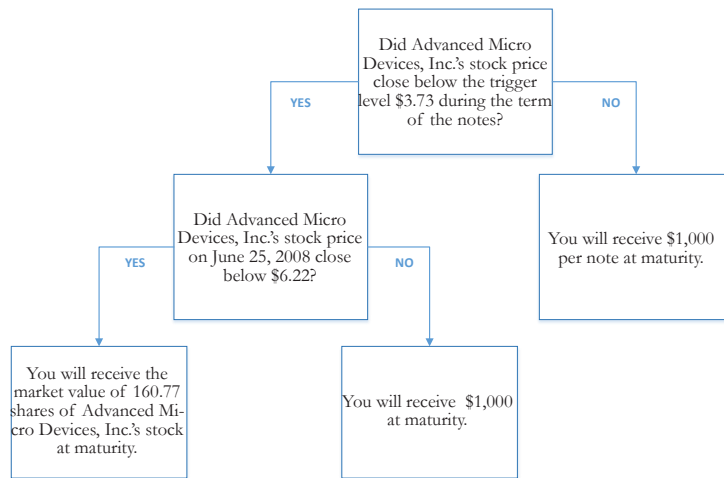 Did Advanced Micro
Devices, Inc.'s stock price
close below the trigger
level $3.73 during the term
of the notes?
YES
NO
Did Advanced Micro
Devices, Inc.'s stock price
on June 25, 2008 close
below $6.22?
You will receive $1,000
per note at maturity.
YES
NO
You will receive the
market value of 160.77
shares of Advanced Mi-
cro Devices, Inc.'s stock
at maturity.
You will receive $1,000
at maturity.